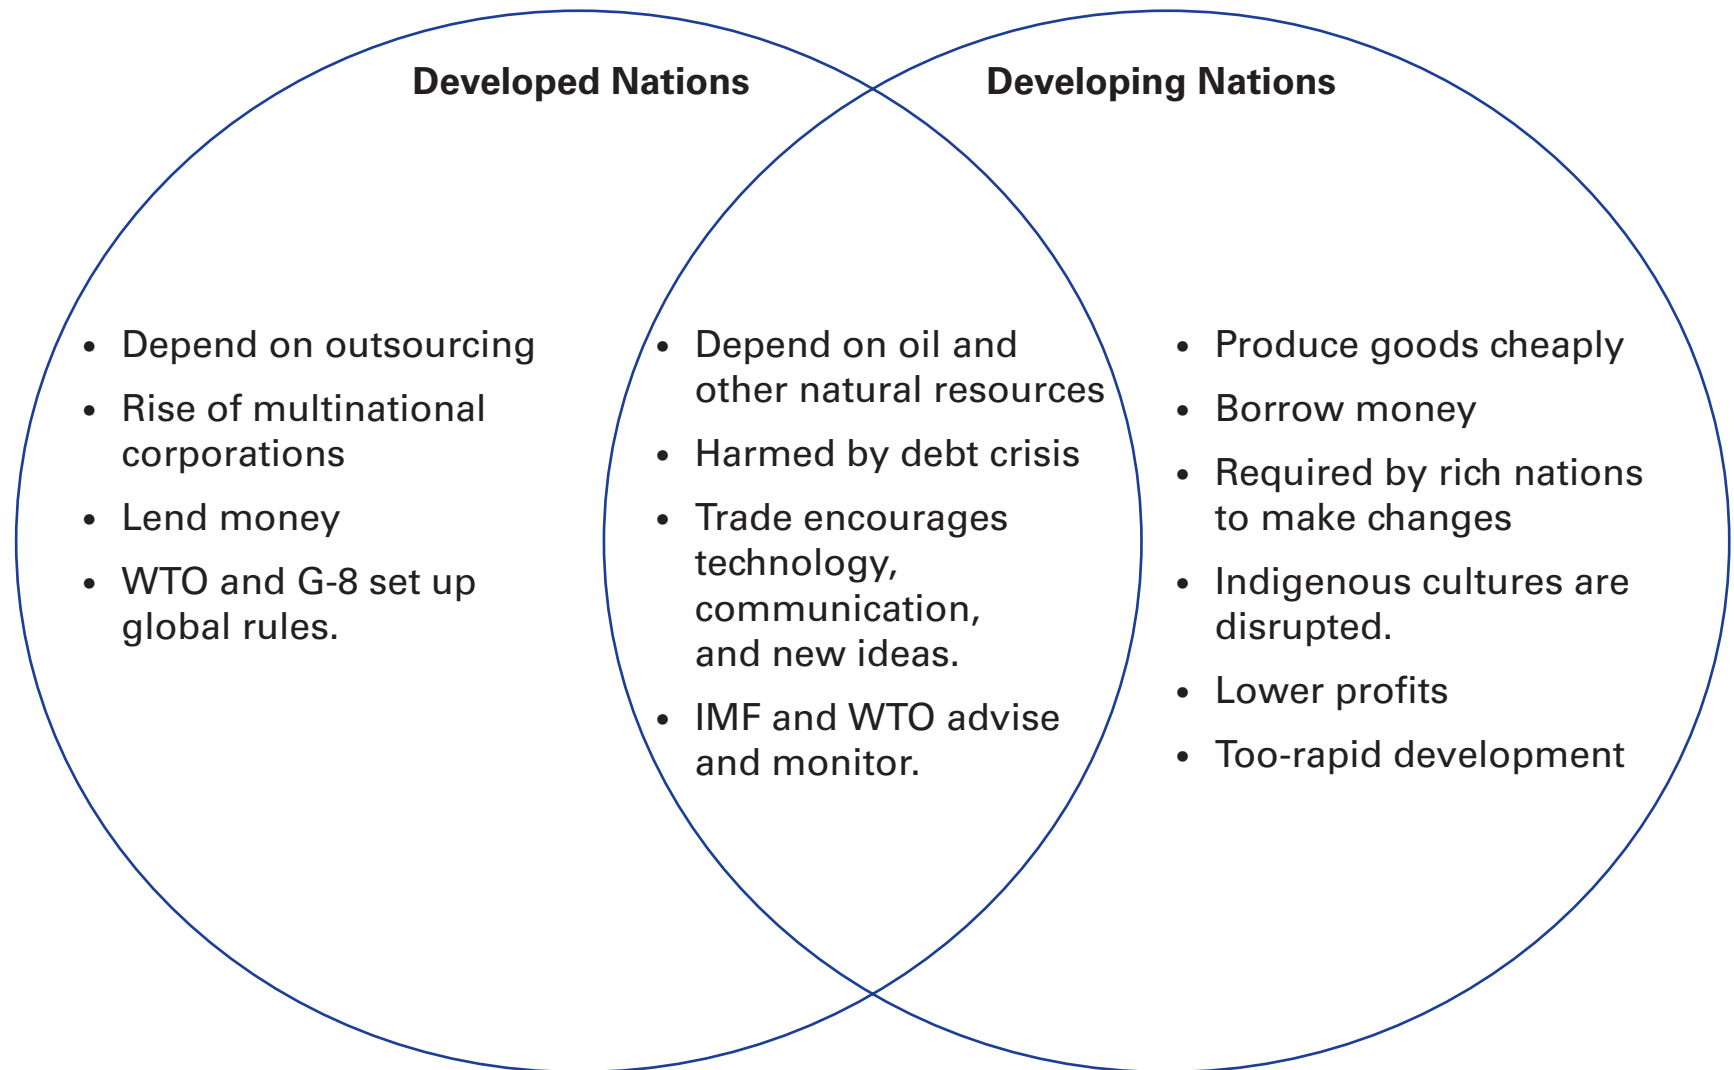 Developed Nations
Developing Nations
• Depend on outsourcing
• Rise of multinational
corporations
• Lend money
• WTO and G-8 set up
global rules.
• Depend on oil and
other natural resources
• Harmed by debt crisis
• Trade encourages
technology,
communication,
and new ideas.
• IMF and WTO advise
and monitor.
• Produce goods cheaply
• Borrow money
• Required by rich nations
to make changes
• Indigenous cultures are
disrupted.
• Lower profits
• Too-rapid development